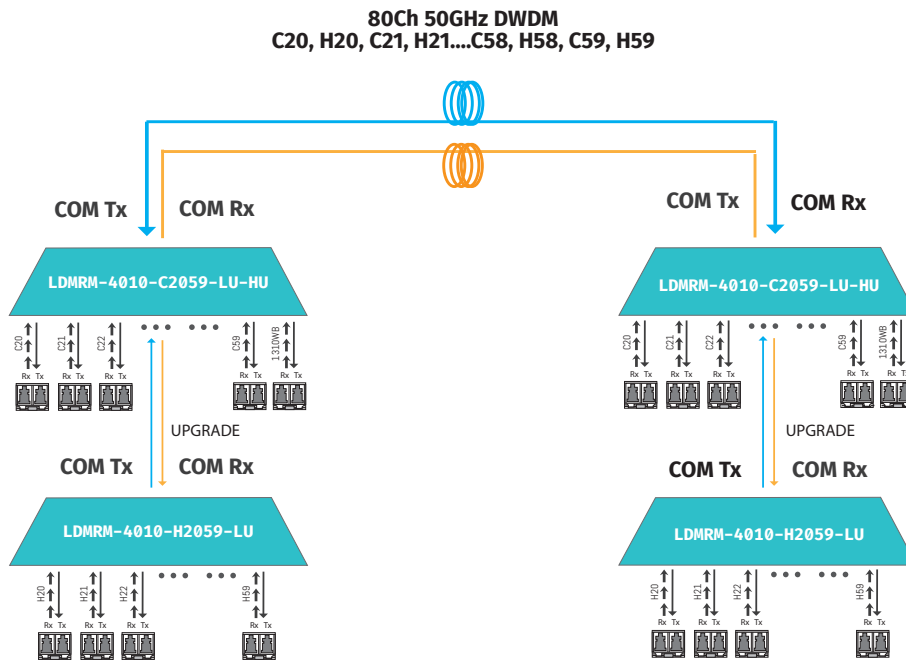 80Ch 50GHz DWDM
C20, H20, C21, H21....C58, H58, C59, H59
COM Tx COM Rx
COM Tx COM Rx
LDMRM-4010-C2059-LU-HU
LDMRM-4010-C2059-LU-HU
C20 C21 C22 C59 1310WB
C20 C21 C22 C59 1310WB
Rx Tx Rx Tx Rx Tx Rx Tx Rx Tx
Rx Tx Rx Tx Rx Tx Rx Tx Rx Tx
UPGRADE
UPGRADE
COM Tx COM Rx
COM Tx COM Rx
LDMRM-4010-H2059-LU
LDMRM-4010-H2059-LU
H20 H21 H22 H59
H20 H21 H22 H59
Rx Tx Rx Tx Rx Tx Rx Tx
Rx Tx Rx Tx Rx Tx Rx Tx